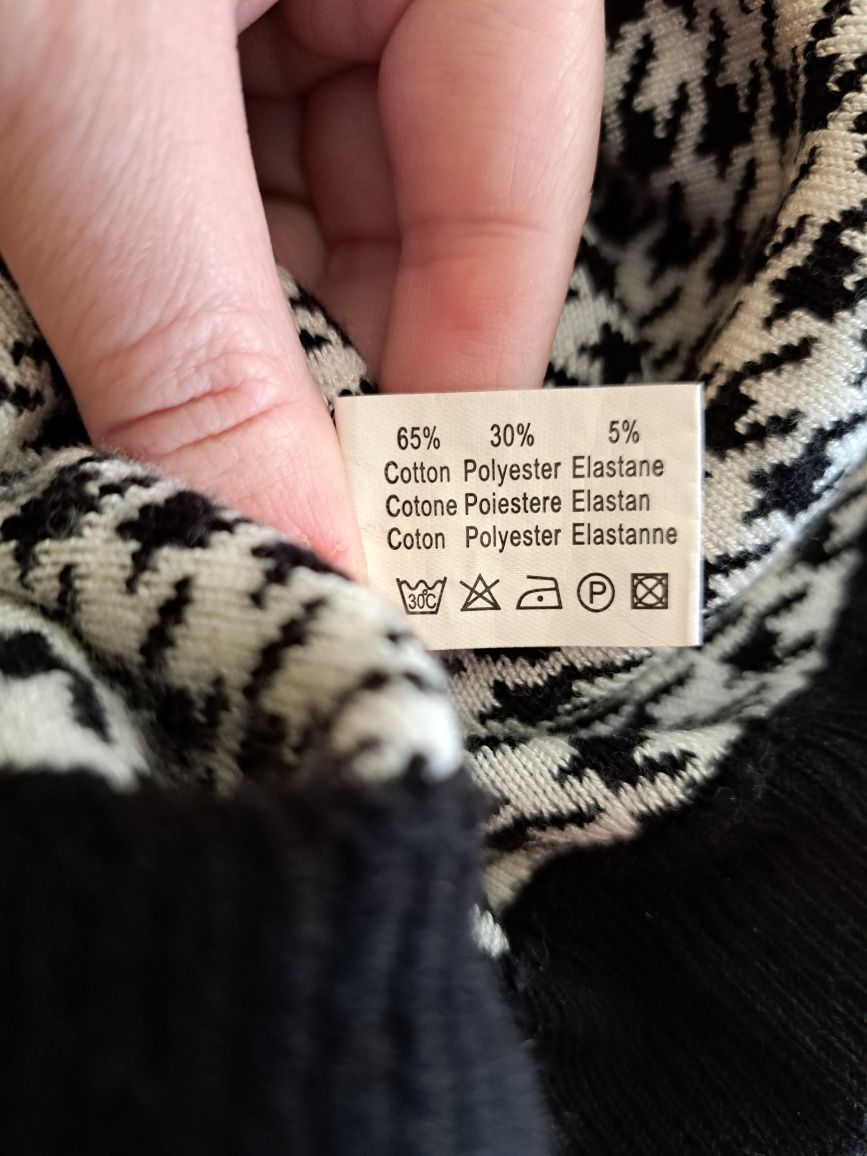 65% 30% 5%
Cotton Polyester Elastane
Cotone Poiestere Elastan
Coton Polyester Elastanne
30C P